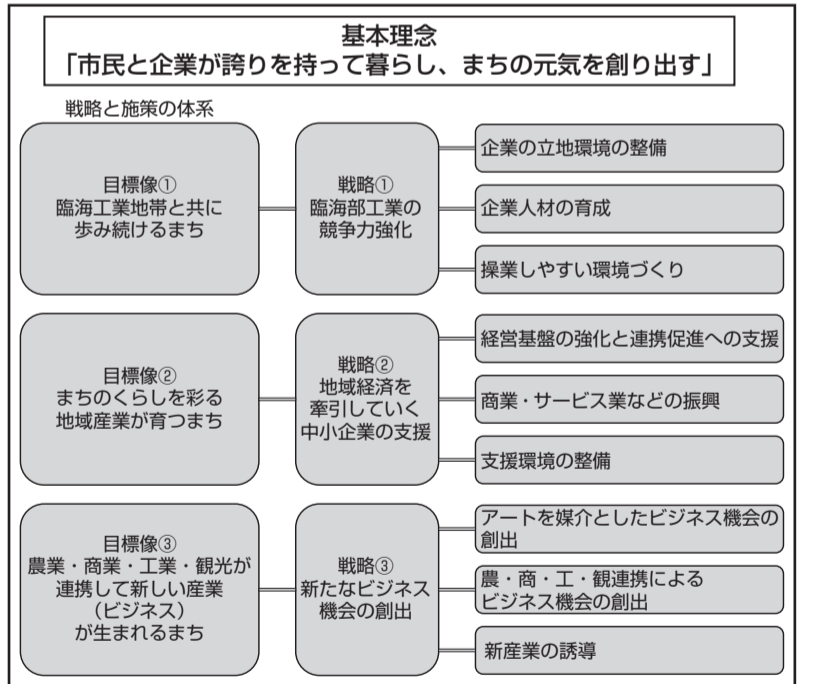 基本理念
「市民と企業が誇りを持って暮らし、まちの元気を創り出す」
戦略と施策の体系
目標像①
臨海工業地帯と共に
歩み続けるまち
戦略①
臨海部工業の
競争力強化
企業の立地環境の整備
企業人材の育成
操業しやすい環境づくり
目標像②
まちのくらしを彩る
地域産業が育つまち
戦略②
地域経済を
牽引していく
中小企業の支援
経営基盤の強化と連携促進への支援
商業・サービス業などの振興
支援環境の整備
目標像③
農業・商業・工業・観光が
連携して新しい産業
（ビジネス）
が生まれるまち
戦略③
新たなビジネス
機会の創出
アートを媒介としたビジネス機会の
創出
農・商・工・観連携による
ビジネス機会の創出
新産業の誘導